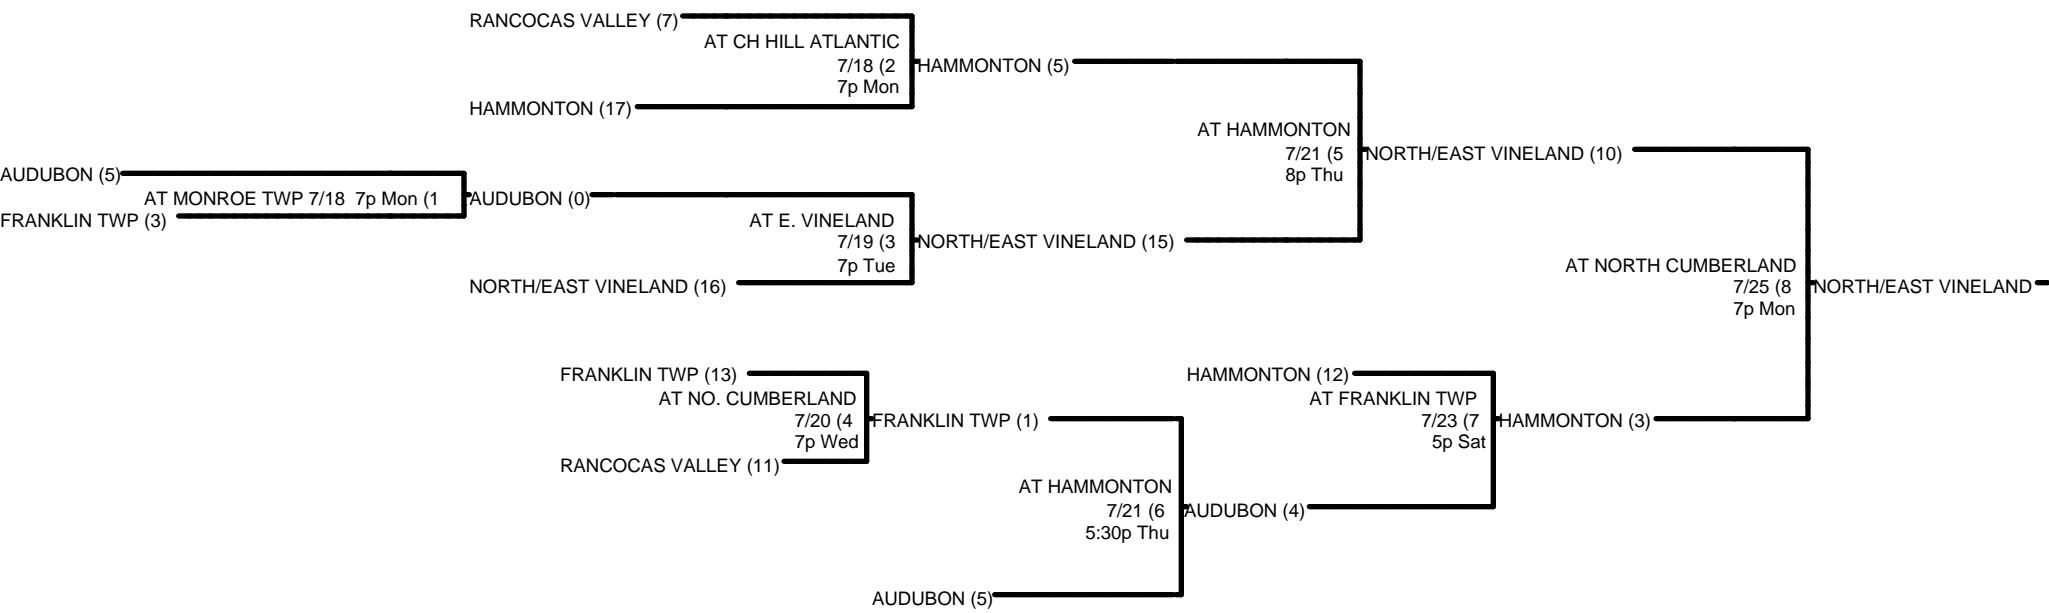 RANCOCAS VALLEY (7)
AT CH HILL ATLANTIC
7/18 (2
7p Mon
HAMMONTON (5)
HAMMONTON (17)
AT HAMMONTON
7/21 (5
8p Thu
NORTH/EAST VINELAND (10)
AUDUBON (5)
AT MONROE TWP 7/18 7p Mon (1
FRANKLIN TWP (3)
AUDUBON (0)
AT E. VINELAND
7/19 (3
7p Tue
NORTH/EAST VINELAND (15)
NORTH/EAST VINELAND (16)
AT NORTH CUMBERLAND
7/25 (8
7p Mon
NORTH/EAST VINELAND
FRANKLIN TWP (13)
AT NO. CUMBERLAND
7/20 (4
7p Wed
FRANKLIN TWP (1)
RANCOCAS VALLEY (11)
HAMMONTON (12)
AT FRANKLIN TWP
7/23 (7
5p Sat
HAMMONTON (3)
AT HAMMONTON
7/21 (6
5:30p Thu
AUDUBON (4)
AUDUBON (5)